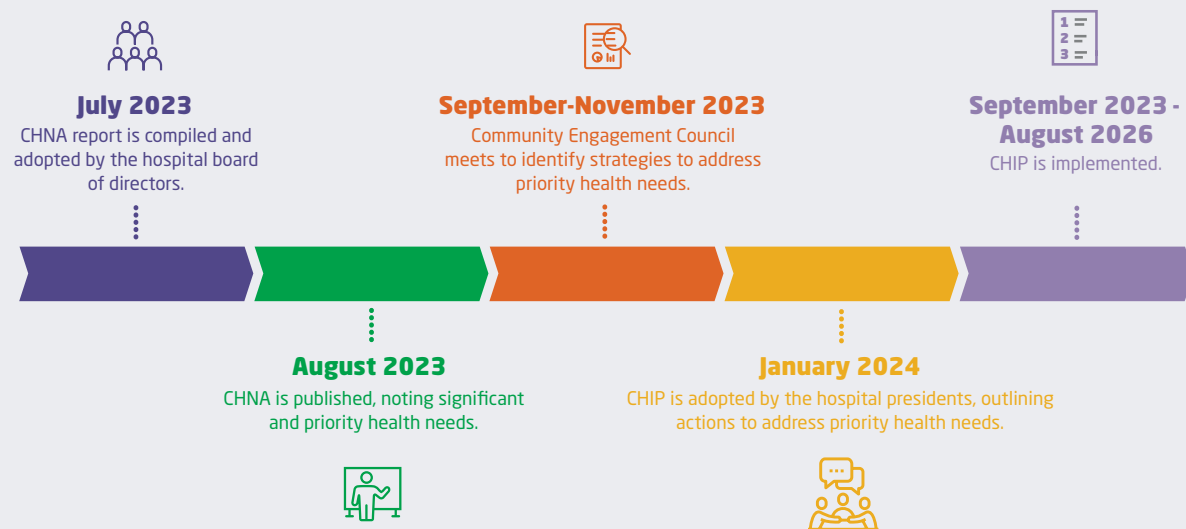 July 2023
CHNA report is compiled and
adopted by the hospital board
of directors.
August 2023
CHNA is published, noting significant
and priority health needs.
September-November 2023
Community Engagement Council
meets to identify strategies to address
priority health needs.
January 2024
CHIP is adopted by the hospital presidents, outlining
actions to address priority health needs.
1
2
3
September 2023 -
August 2026
CHIP is implemented.